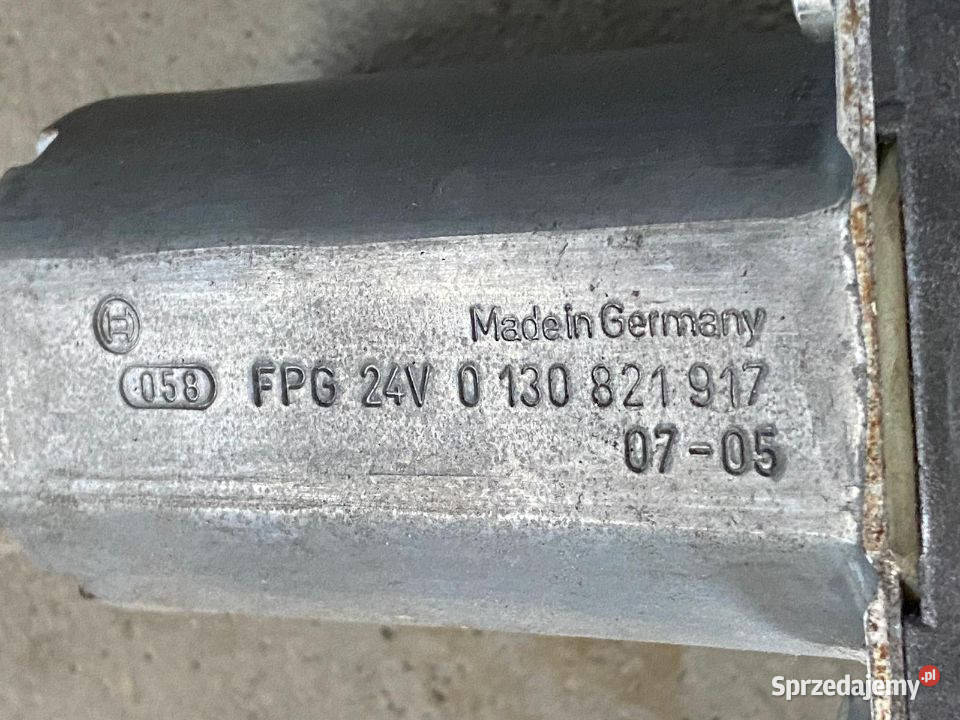 Made in Germany
058 FPG 24V 0 130 821 917
07-05
Sprzedajemy.pl